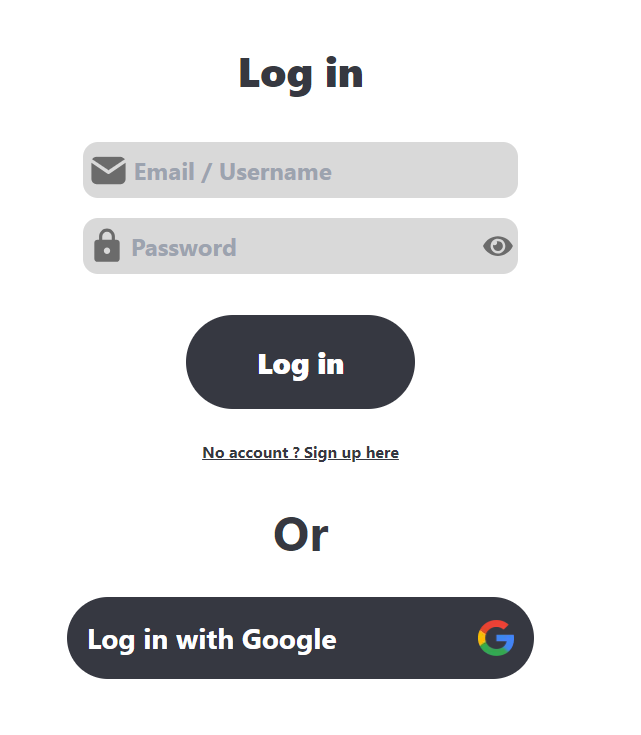 Log in
Email / Username
Password
Log in
No account ? Sign up here
Or
Log in with Google